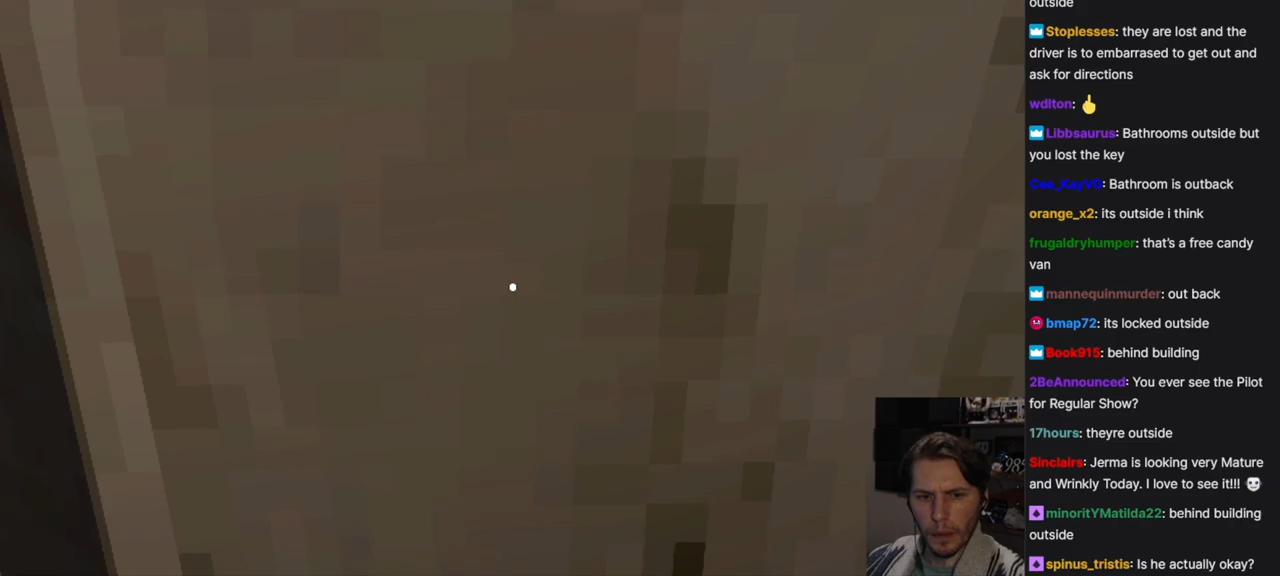 outside
Stoplesses: they are lost and the
driver is to embarrased to get out and
ask for directions
wdlton: 🖕
Libbsaurus: Bathrooms outside but
you lost the key
Cee_KayVO: Bathroom is outback
orange_x2: its outside i think
frugaldryhumper: that's a free candy
van
mannequinmurder: out back
bmap72: its locked outside
Book915: behind building
2BeAnnounced: You ever see the Pilot
for Regular Show?
17hours: theyre outside
Sinclairs: Jerma is looking very Mature
and Wrinkly Today. I love to see it!!!
minoritYMatilda22: behind building
outside
spinus_tristis: Is he actually okay?